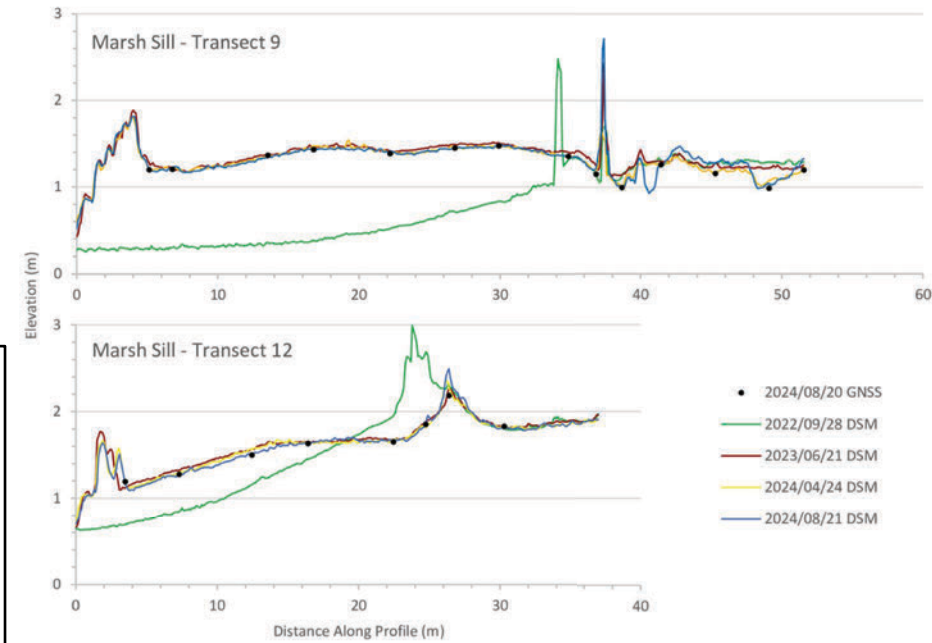 3
Marsh Sill - Transect 9
2
1
0
0 10 20 30 40 50 60
Elevation (m)
3
Marsh Sill - Transect 12
2
1
0
0 10 20 30 40
Distance Along Profile (m)
2024/08/20 GNSS
2022/09/28 DSM
2023/06/21 DSM
2024/04/24 DSM
2024/08/21 DSM